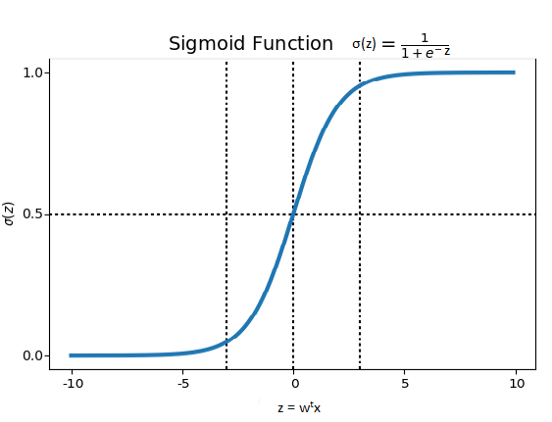 Sigmoid Function σ(z) = 1 / 1 + e⁻ᶻ
1.0
0.5
0.0
σ(z)
-10 -5 0 5 10
z = wᵗx